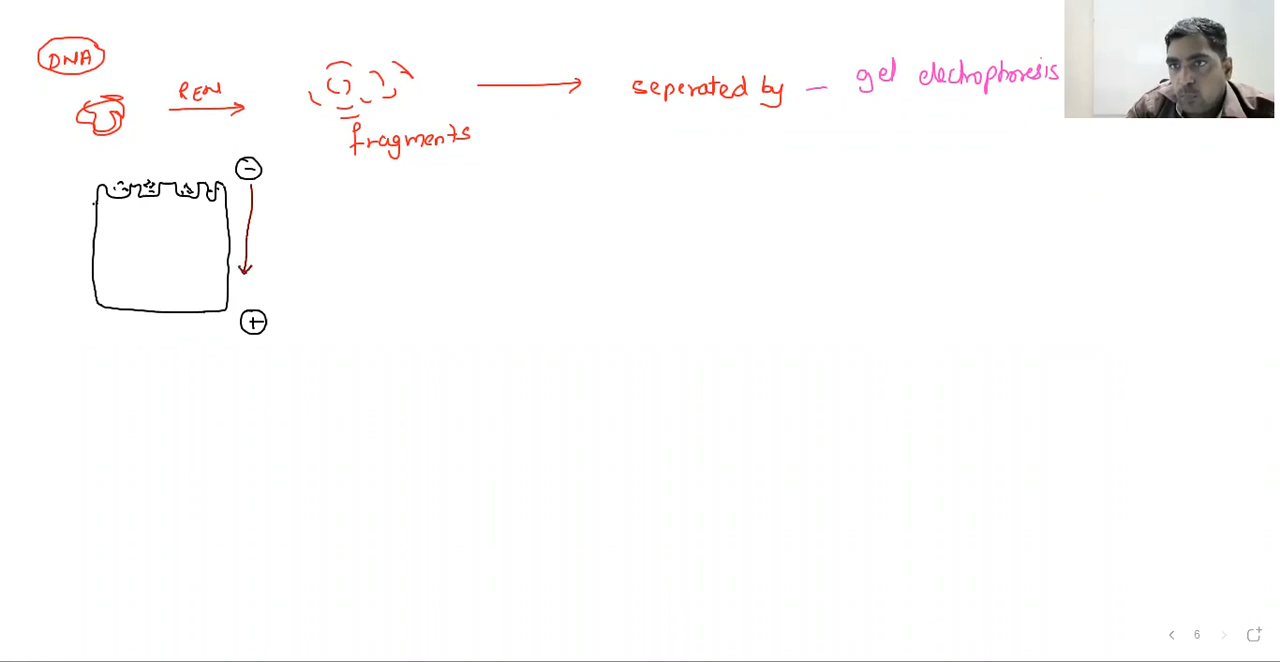 DNA
REN
seperated by - gel electrophoresis
fragments
-
+
6